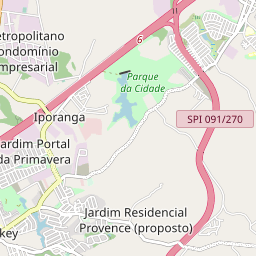 etropolitano
ondomínio
mpresarial
6
II
Parque
da Cidade
Iporanga
SPI 091/270
Jardim Portal
da Primavera
Jardim Residencial
Provence (proposto)
key